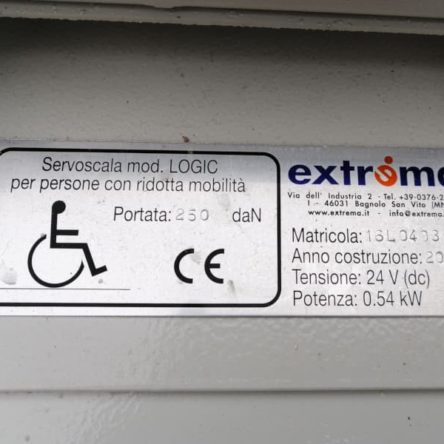 Servoscala mod. LOGIC
per persone con ridotta mobilità
Portata: 250 daN
CE
extrema
Via dell' Industria 2 - Tel. +39-0376-2
I - 46031 Bagnolo San Vito (MN
www.extrema.it - info@extrema.
Matricola:
Anno costruzione: 20
Tensione: 24 V (dc)
Potenza: 0.54 kW